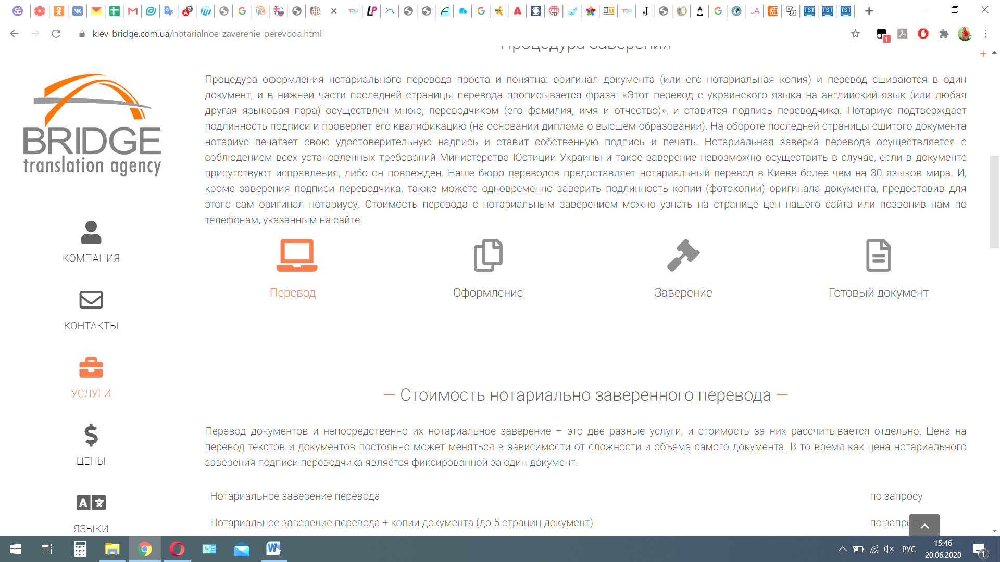 kiev-bridge.com.ua/notarialnoe-zaverenie-perevoda.html
Процедура заверения
BRIDGE
translation agency
Процедура оформления нотариального перевода проста и понятна: оригинал документа (или его нотариальная копия) и перевод сшиваются в один
документ, и в нижней части последней страницы перевода прописывается фраза: «Этот перевод с украинского языка на английский язык (или любая
другая языковая пара) осуществлен мною, переводчиком (его фамилия, имя и отчество)», и ставится подпись переводчика. Нотариус подтверждает
подлинность подписи и проверяет его квалификацию (на основании диплома о высшем образовании). На обороте последней страницы сшитого документа
нотариус печатает свою удостоверительную надпись и ставит собственную подпись и печать. Нотариальная заверка перевода осуществляется с
соблюдением всех установленных требований Министерства Юстиции Украины и такое заверение невозможно осуществить в случае, если в документе
присутствуют исправления, либо он поврежден. Наше бюро переводов предоставляет нотариальный перевод в Киеве более чем на 30 языков мира. И,
кроме заверения подписи переводчика, также можете одновременно заверить подлинность копии (фотокопии) оригинала документа, предоставив для
этого сам оригинал нотариусу. Стоимость перевода с нотариальным заверением можно узнать на странице цен нашего сайта или позвонив нам по
телефонам, указанным на сайте.
КОМПАНИЯ
КОНТАКТЫ
УСЛУГИ
ЦЕНЫ
ЯЗЫКИ
Перевод
Оформление
Заверение
Готовый документ
— Стоимость нотариально заверенного перевода —
Перевод документов и непосредственно их нотариальное заверение – это две разные услуги, и стоимость за них рассчитывается отдельно. Цена на
перевод текстов и документов постоянно может меняться в зависимости от сложности и объема самого документа. В то время как цена нотариального
заверения подписи переводчика является фиксированной за один документ.
Нотариальное заверение перевода по запросу
Нотариальное заверение перевода + копии документа (до 5 страниц документ) по запросу
РУС
15:46
20.06.2020
1